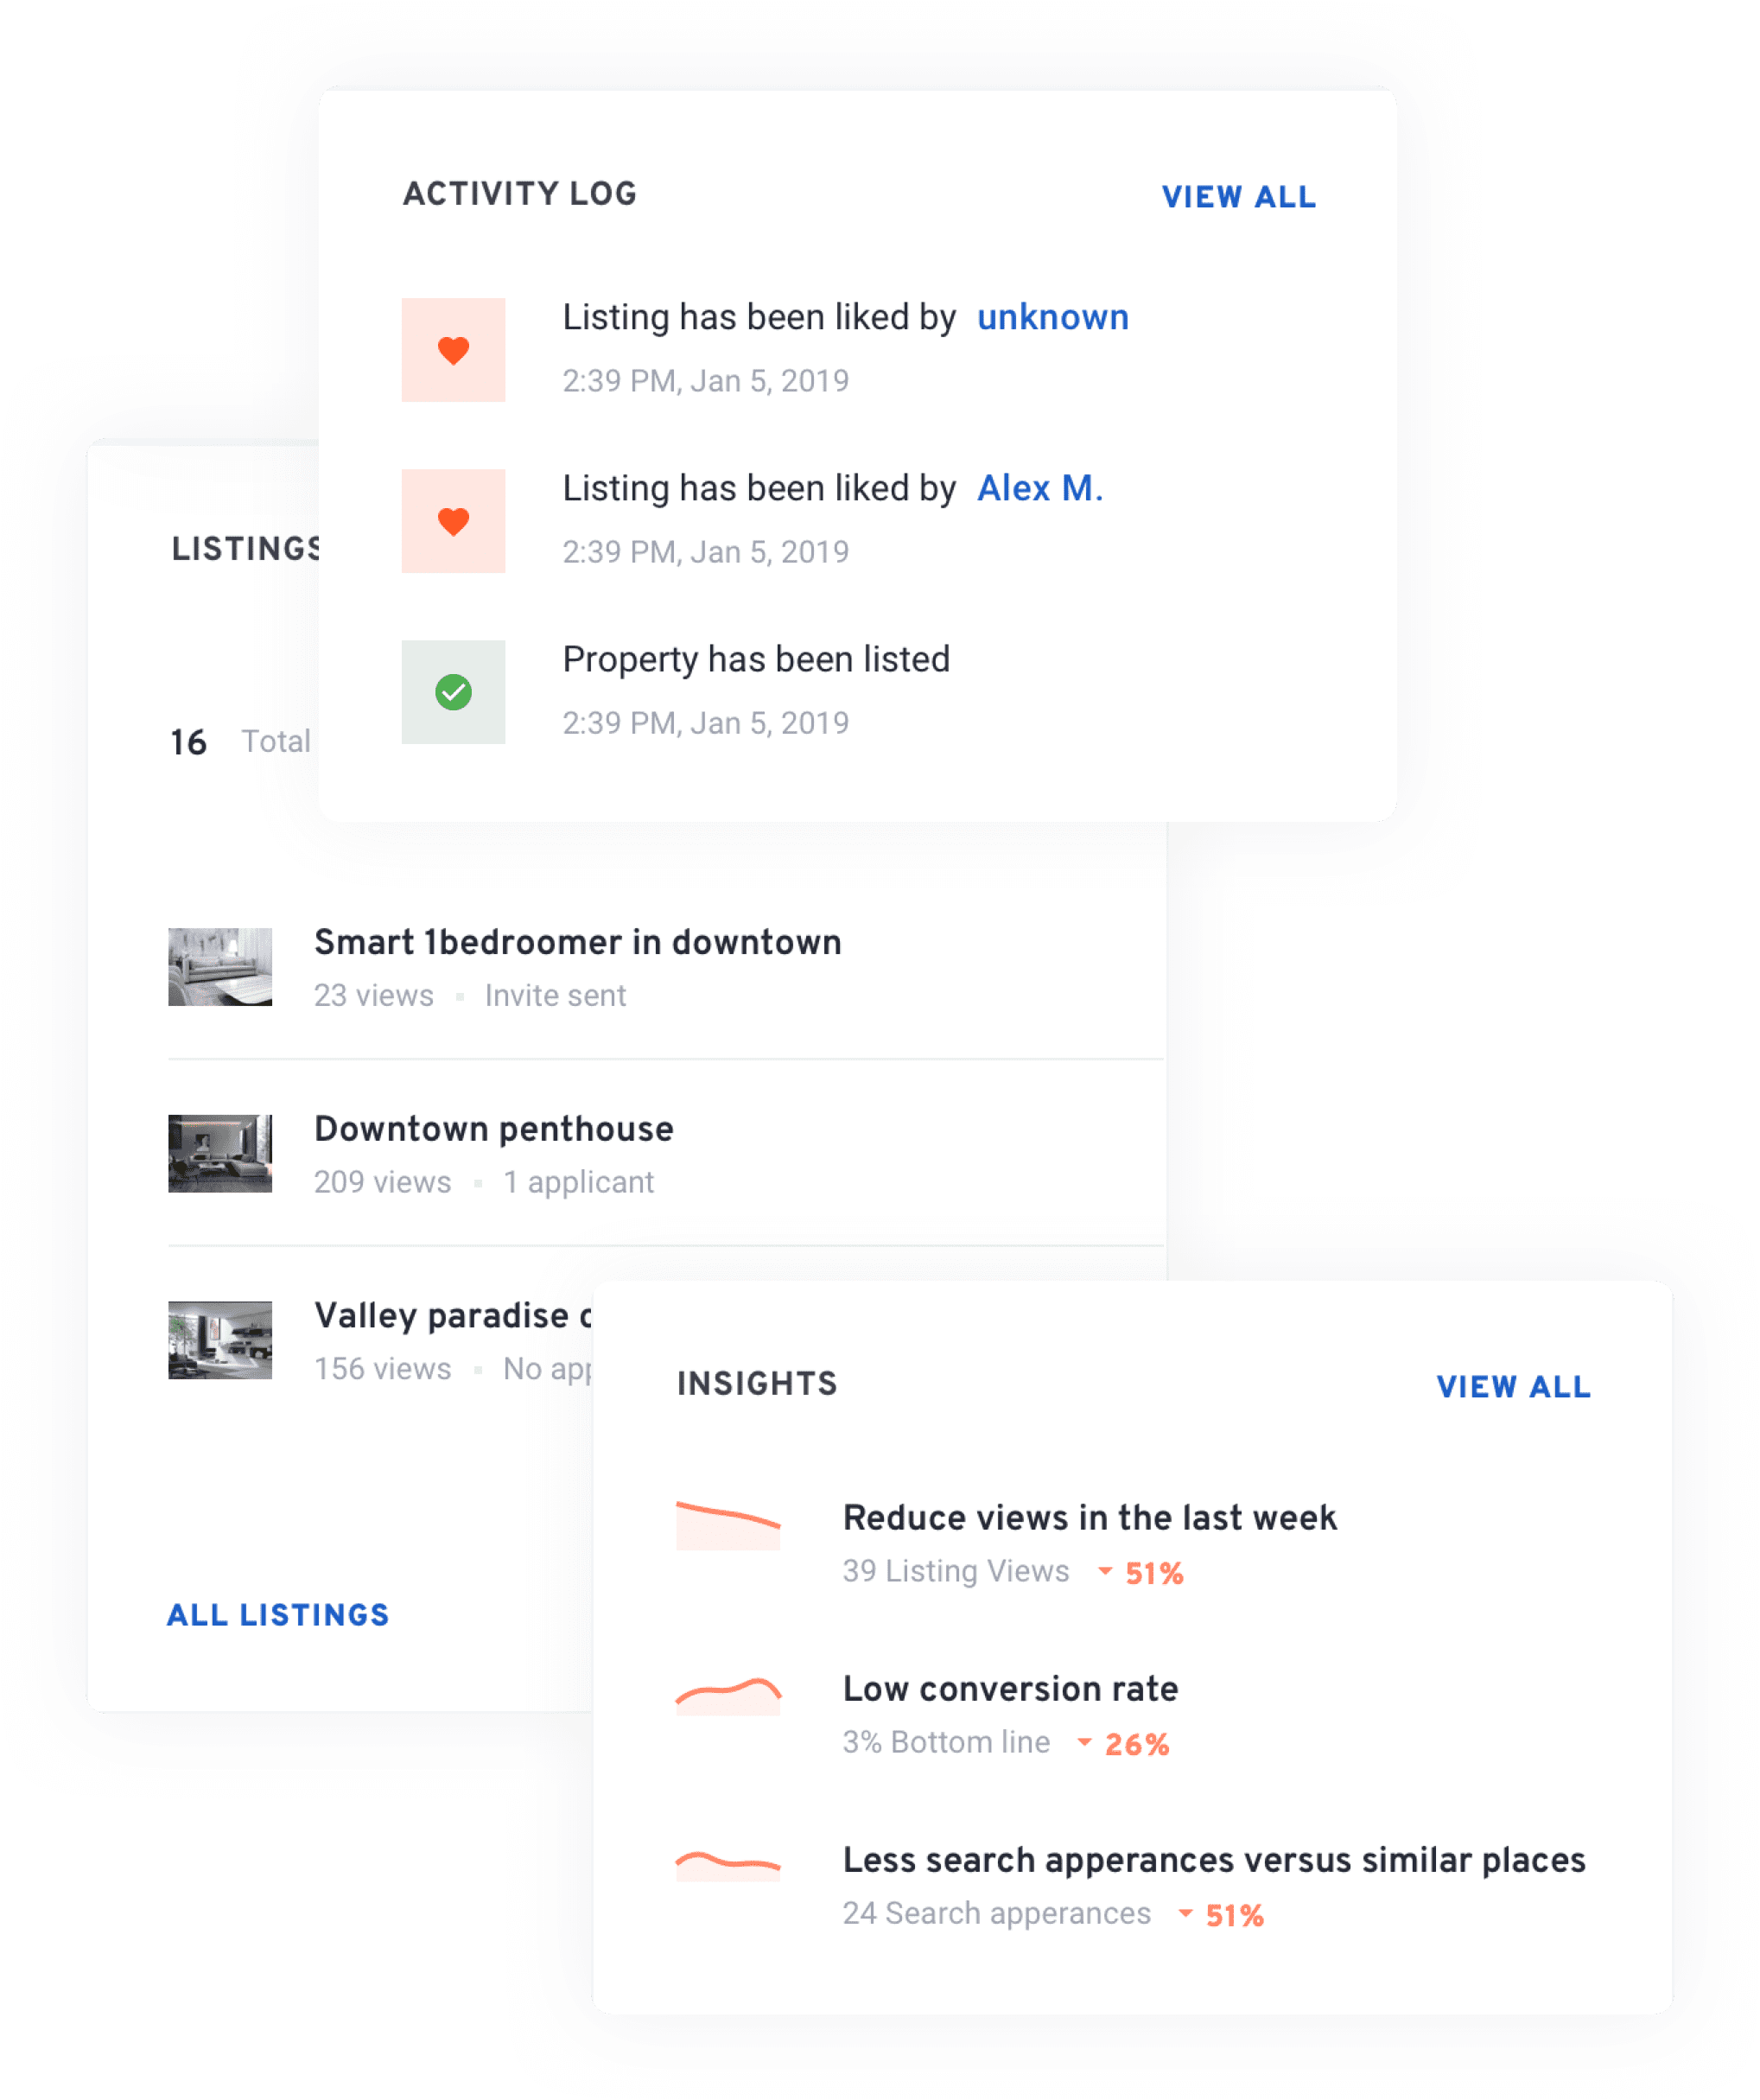 ACTIVITY LOG
VIEW ALL
Listing has been liked by unknown
2:39 PM, Jan 5, 2019
Listing has been liked by Alex M.
2:39 PM, Jan 5, 2019
Property has been listed
2:39 PM, Jan 5, 2019
LISTINGS
16 Total
Smart 1bedroomer in downtown
23 views Invite sent
Downtown penthouse
209 views 1 applicant
Valley paradise
156 views No
ALL LISTINGS
INSIGHTS
VIEW ALL
Reduce views in the last week
39 Listing Views 51%
Low conversion rate
3% Bottom line 26%
Less search apperances versus similar places
24 Search apperances 51%